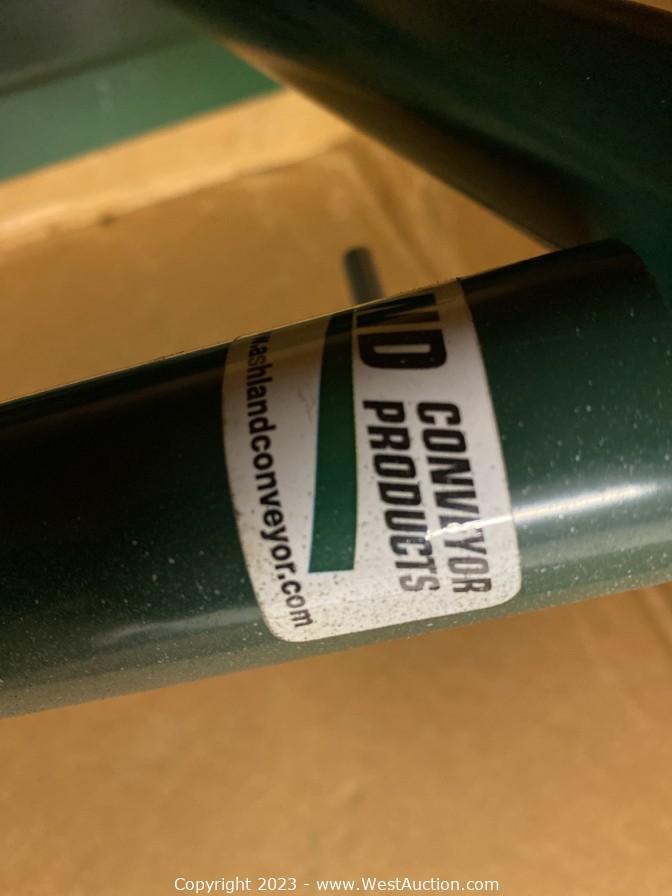 ND CONVEYOR
PRODUCTS
w.ashlandconveyor.com
Copyright 2023 - www.WestAuction.com